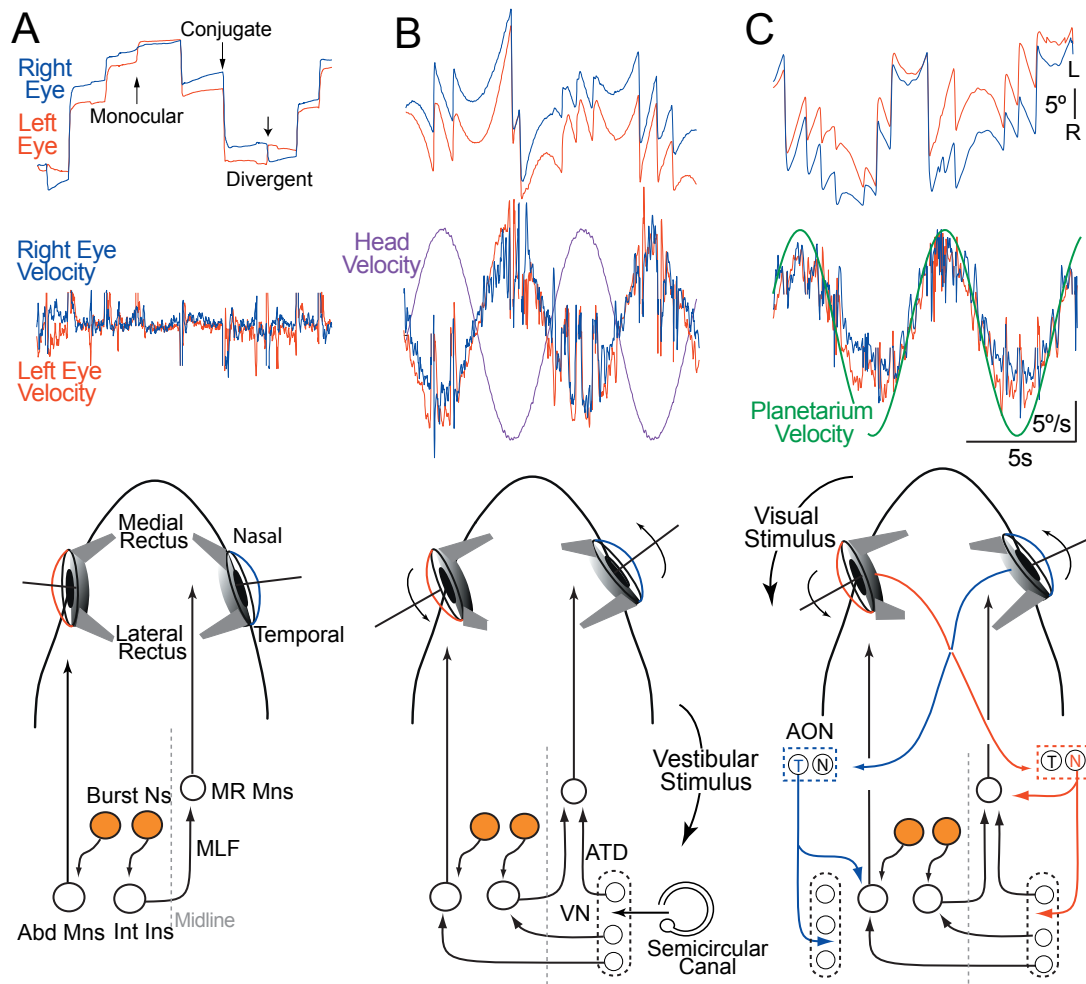 A
Conjugate
Right
Eye
Monocular
Left
Eye
Divergent
Right Eye
Velocity
Left Eye
Velocity
Medial
Rectus
Nasal
Lateral
Rectus
Temporal
Burst Ns
MR Mns
MLF
Abd Mns
Int Ins
Midline
B
Head
Velocity
Vestibular
Stimulus
ATD
VN
Semicircular
Canal
C
L
5º
R
Planetarium
Velocity
5º/s
5s
Visual
Stimulus
AON
T N
T N